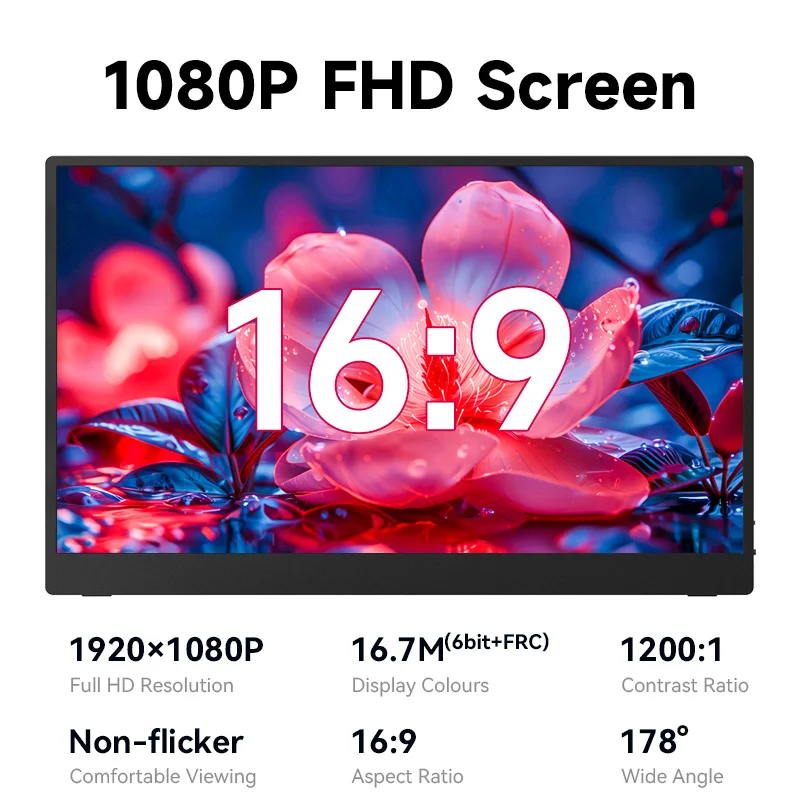 1080P FHD Screen
16:9
1920×1080P
Full HD Resolution
16.7M(6bit+FRC)
Display Colours
1200:1
Contrast Ratio
Non-flicker
Comfortable Viewing
16:9
Aspect Ratio
178°
Wide Angle